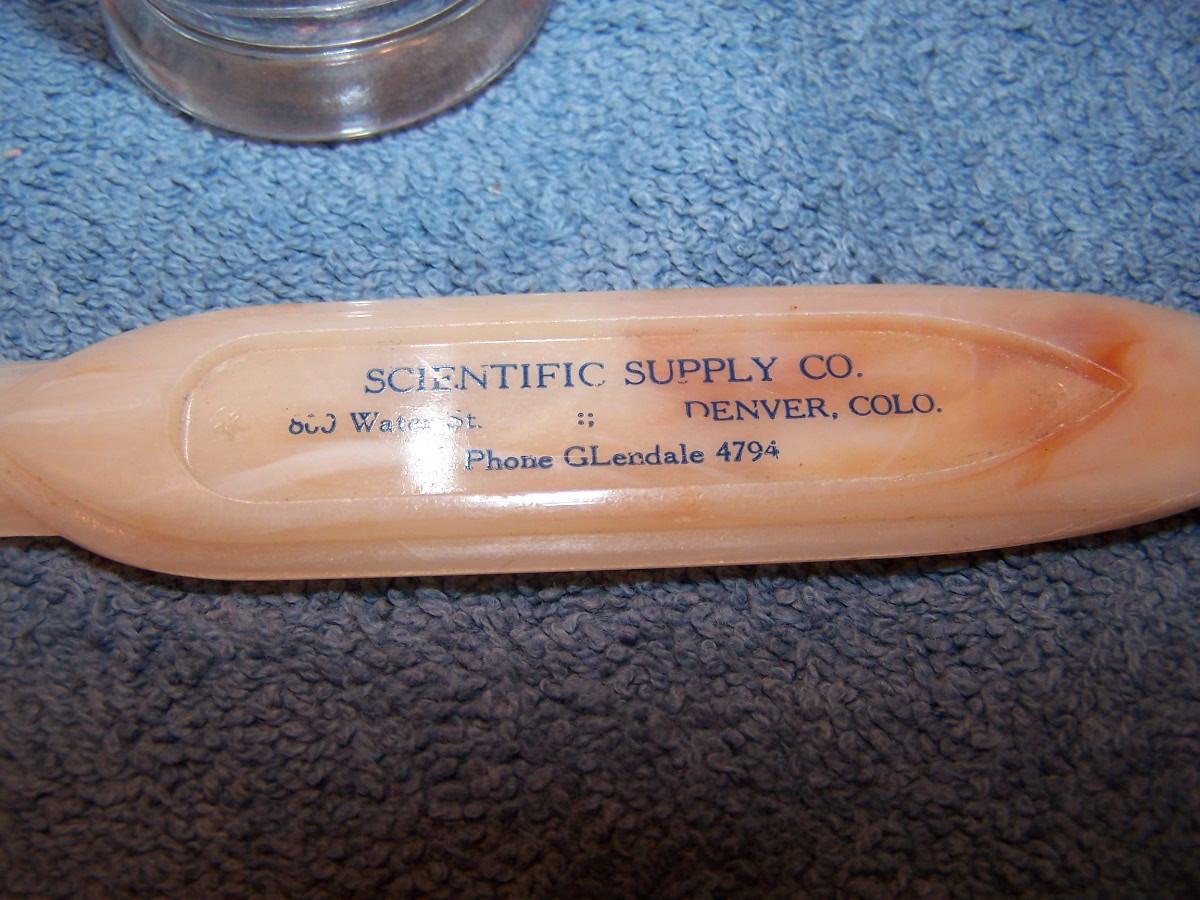 SCIENTIFIC SUPPLY CO.
Water St. :; DENVER, COLO.
Phone GLendale 4794